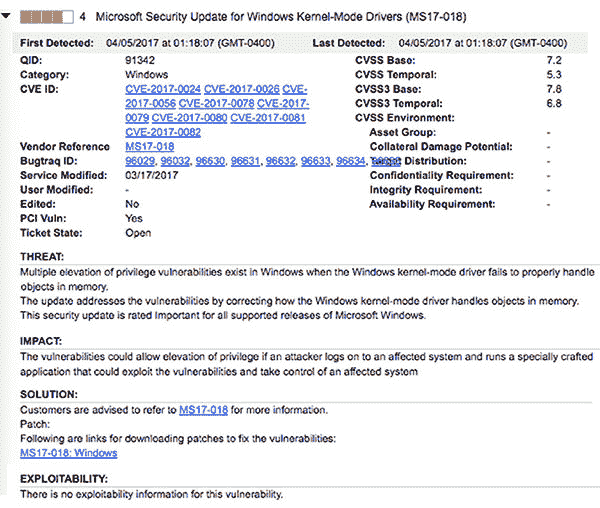 4 Microsoft Security Update for Windows Kernel-Mode Drivers (MS17-018)
First Detected: 04/05/2017 at 01:18:07 (GMT-0400) Last Detected: 04/05/2017 at 01:18:07 (GMT-0400)
QID: 91342 CVSS Base: 7.2
Category: Windows CVSS Temporal: 5.3
CVE ID: CVE-2017-0024 CVE-2017-0026 CVE- CVSS3 Base: 7.8
2017-0056 CVE-2017-0078 CVE-2017- CVSS3 Temporal: 6.8
0079 CVE-2017-0080 CVE-2017-0081 CVSS Environment:
CVE-2017-0082 Asset Group: -
Vendor Reference MS17-018 Collateral Damage Potential: -
Bugtraq ID: 96029, 96032, 96630, 96631, 96632, 96633, 96634, Target Distribution: -
Service Modified: 03/17/2017 Confidentiality Requirement: -
User Modified: - Integrity Requirement: -
Edited: No Availability Requirement: -
PCI Vuln: Yes
Ticket State: Open
THREAT:
Multiple elevation of privilege vulnerabilities exist in Windows when the Windows kernel-mode driver fails to properly handle
objects in memory.
The update addresses the vulnerabilities by correcting how the Windows kernel-mode driver handles objects in memory.
This security update is rated Important for all supported releases of Microsoft Windows.
IMPACT:
The vulnerabilities could allow elevation of privilege if an attacker logs on to an affected system and runs a specially crafted
application that could exploit the vulnerabilities and take control of an affected system
SOLUTION:
Customers are advised to refer to MS17-018 for more information.
Patch:
Following are links for downloading patches to fix the vulnerabilities:
MS17-018: Windows
EXPLOITABILITY:
There is no exploitability information for this vulnerability.